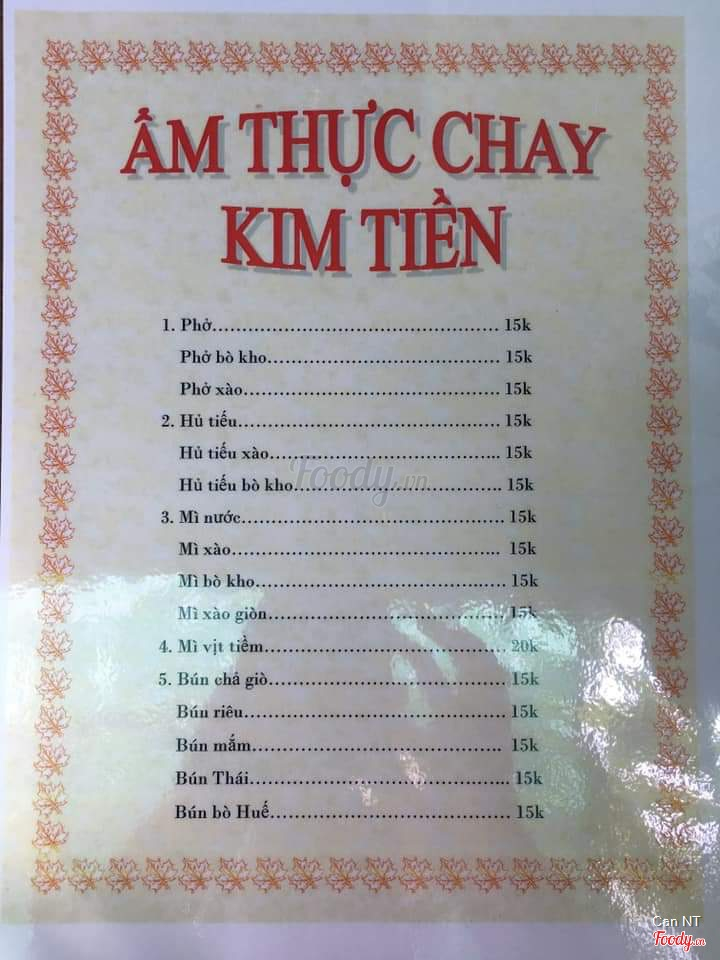 ẨM THỰC CHAY
KIM TIỀN
1. Phở........................................... 15k
Phở bò kho.................................. 15k
Phở xào...................................... 15k
2. Hủ tiếu....................................... 15k
Hủ tiếu xào.................................. 15k
Foody.vn
Hủ tiếu bò kho.............................. 15k
3. Mì nước....................................... 15k
Mì xào........................................ 15k
Mì bò kho..................................... 15k
Mì xào giòn................................... 15k
4. Mì vịt tiềm................................... 20k
5. Bún chả giò................................... 15k
Bún riêu...................................... 15k
Bún mắm...................................... 15k
Bún Thái...................................... 15k
Bún bò Huế................................... 15k
Can NT
Foody.vn